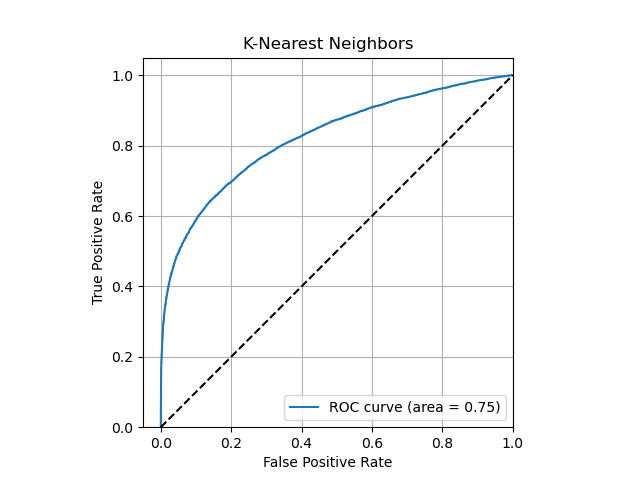 K-Nearest Neighbors
True Positive Rate
1.0
0.8
0.6
0.4
0.2
0.0
ROC curve (area = 0.75)
0.0 0.2 0.4 0.6 0.8 1.0
False Positive Rate